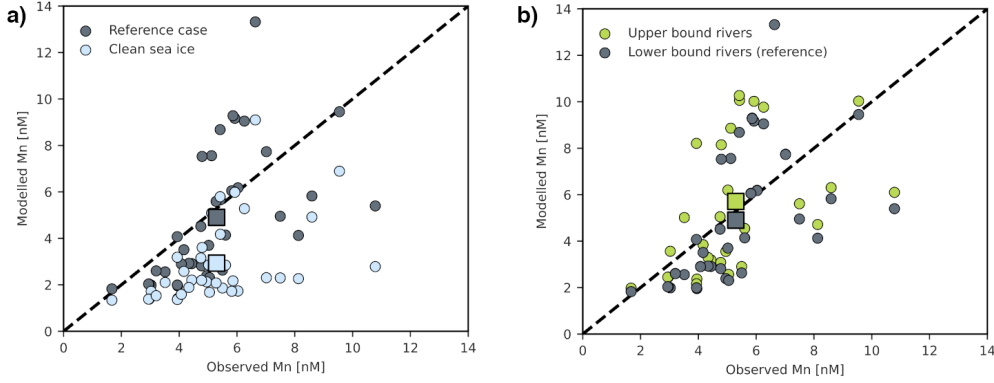 a)
Reference case
Clean sea ice
Modelled Mn [nM]
14
12
10
8
6
4
2
0
0 2 4 6 8 10 12 14
Observed Mn [nM]
b)
Upper bound rivers
Lower bound rivers (reference)
Modelled Mn [nM]
14
12
10
8
6
4
2
0
0 2 4 6 8 10 12 14
Observed Mn [nM]